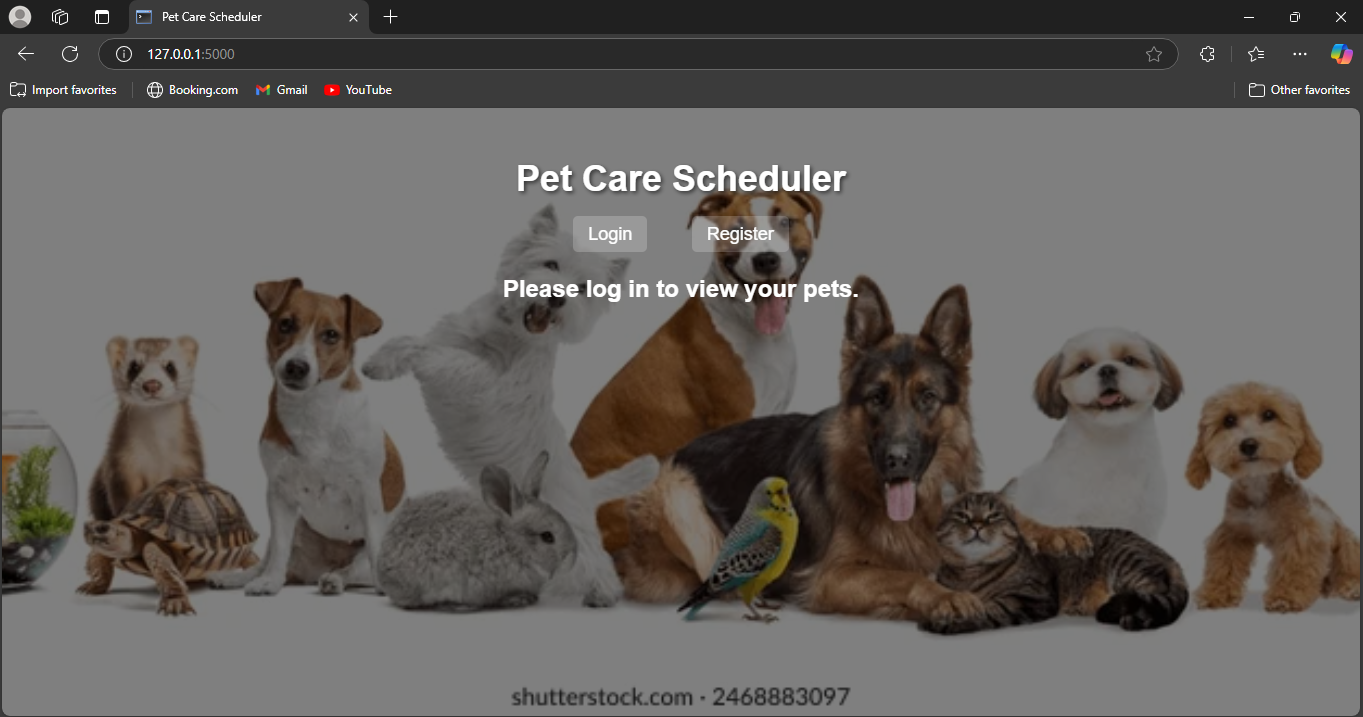 Pet Care Scheduler
127.0.0.1:5000
Import favorites
Booking.com
Gmail
YouTube
Other favorites
Pet Care Scheduler
Login
Register
Please log in to view your pets.
shutterstock.com · 2468883097